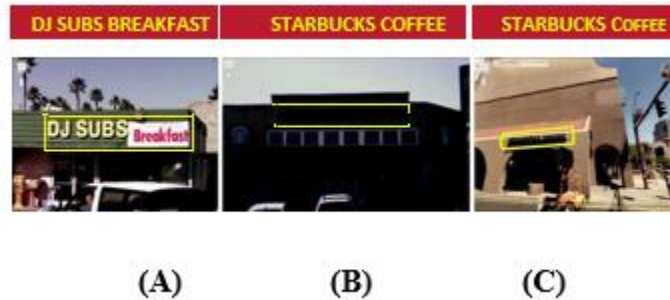 DJ SUBS BREAKFAST
STARBUCKS COFFEE
STARBUCKS COFFEE
DJ SUBS
Breakfast
(A)
(B)
(C)